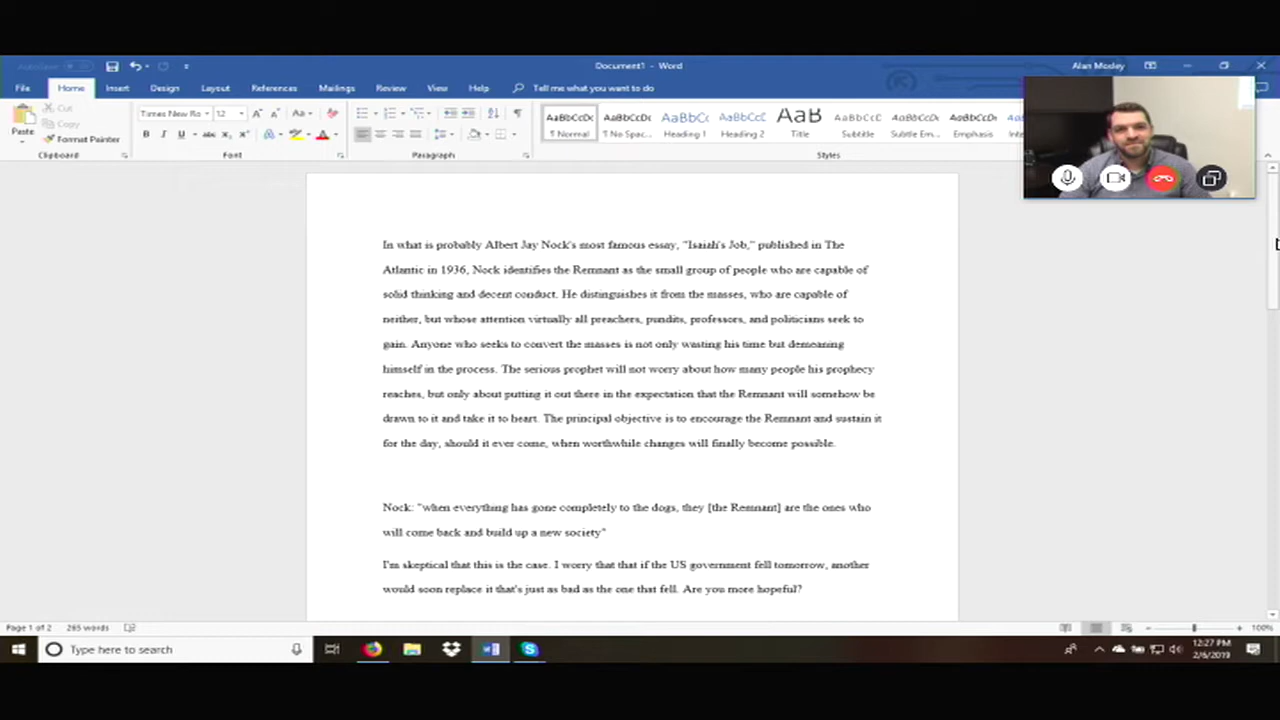 AutoSave
Document1 - Word
Alan Mosley
File Home Insert Design Layout References Mailings Review View Help Tell me what you want to do
Paste
Cut
Copy
Format Painter
Times New Ro 12
Clipboard Font Paragraph Styles
AaBbCcDc AaBbCcDc AaBbCc AaBbCcC AaB AaBbCcD AaBbCcDc AaBbCcDc
¶ Normal ¶ No Spac... Heading 1 Heading 2 Title Subtitle Subtle Em... Emphasis
In what is probably Albert Jay Nock's most famous essay, "Isaiah's Job," published in The
Atlantic in 1936, Nock identifies the Remnant as the small group of people who are capable of
solid thinking and decent conduct. He distinguishes it from the masses, who are capable of
neither, but whose attention virtually all preachers, pundits, professors, and politicians seek to
gain. Anyone who seeks to convert the masses is not only wasting his time but demeaning
himself in the process. The serious prophet will not worry about how many people his prophecy
reaches, but only about putting it out there in the expectation that the Remnant will somehow be
drawn to it and take it to heart. The principal objective is to encourage the Remnant and sustain it
for the day, should it ever come, when worthwhile changes will finally become possible.
Nock: "when everything has gone completely to the dogs, they [the Remnant] are the ones who
will come back and build up a new society"
I'm skeptical that this is the case. I worry that that if the US government fell tomorrow, another
would soon replace it that's just as bad as the one that fell. Are you more hopeful?
Page 1 of 2 265 words
100%
Type here to search
12:27 PM
2/6/2019